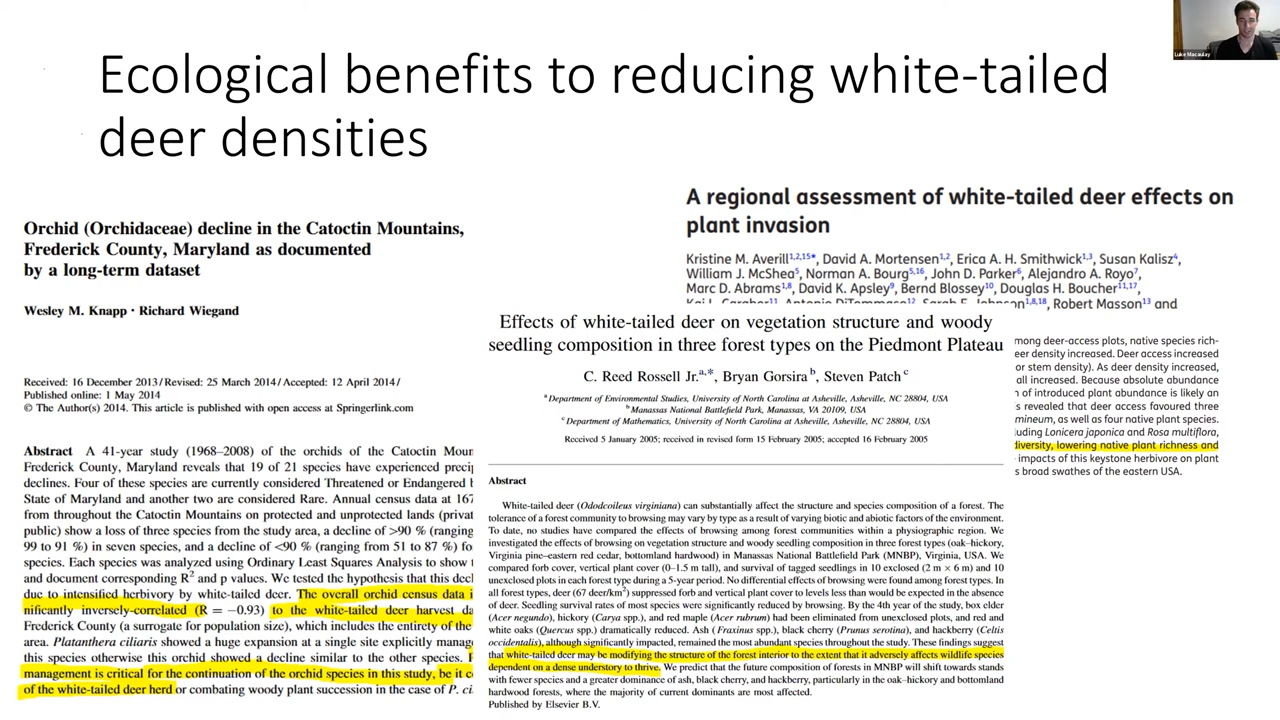 Luke Macaulay
Ecological benefits to reducing white-tailed
deer densities
Orchid (Orchidaceae) decline in the Catoctin Mountains,
Frederick County, Maryland as documented
by a long-term dataset
Wesley M. Knapp · Richard Wiegand
Received: 16 December 2013 / Revised: 25 March 2014 / Accepted: 12 April 2014 /
Published online: 1 May 2014
© The Author(s) 2014. This article is published with open access at Springerlink.com
Abstract A 41-year study (1968–2008) of the orchids of the Catoctin Moun
Frederick County, Maryland reveals that 19 of 21 species have experienced preci
declines. Four of these species are currently considered Threatened or Endangered
State of Maryland and another two are considered Rare. Annual census data at 167
from throughout the Catoctin Mountains on protected and unprotected lands (privat
public) show a loss of three species from the study area, a decline of >90 % (ranging
99 to 91 %) in seven species, and a decline of <90 % (ranging from 51 to 87 %) fo
species. Each species was analyzed using Ordinary Least Squares Analysis to show
and document corresponding R² and p values. We tested the hypothesis that this decl
due to intensified herbivory by white-tailed deer. The overall orchid census data i
nificantly inversely-correlated (R = −0.93) to the white-tailed deer harvest da
Frederick County (a surrogate for population size), which includes the entirety of the
area. Platanthera ciliaris showed a huge expansion at a single site explicitly manag
this species otherwise this orchid showed a decline similar to the other species.
management is critical for the continuation of the orchid species in this study, be it c
of the white-tailed deer herd or combating woody plant succession in the case of P. ci
A regional assessment of white-tailed deer effects on
plant invasion
Kristine M. Averill1,2,15*, David A. Mortensen1,2, Erica A. H. Smithwick1,3, Susan Kalisz4,
William J. McShea5, Norman A. Bourg5,16, John D. Parker6, Alejandro A. Royo7,
Marc D. Abrams1,8, David K. Apsley9, Bernd Blossey10, Douglas H. Boucher11,17,
Kai L. Caraher11, Antonio DiTommaso12, Sarah E. Johnson1,8,18, Robert Masson13 and
mong deer-access plots, native species rich-
eer density increased. Deer access increased
or stem density). As deer density increased,
all increased. Because absolute abundance
of introduced plant abundance is likely an
s revealed that deer access favoured three
mineum, as well as four native plant species.
luding Lonicera japonica and Rosa multiflora,
diversity, lowering native plant richness and
impacts of this keystone herbivore on plant
s broad swathes of the eastern USA.
Effects of white-tailed deer on vegetation structure and woody
seedling composition in three forest types on the Piedmont Plateau
C. Reed Rossell Jr.a,*, Bryan Gorsira b, Steven Patch c
a Department of Environmental Studies, University of North Carolina at Asheville, Asheville, NC 28804, USA
b Manassas National Battlefield Park, Manassas, VA 20109, USA
c Department of Mathematics, University of North Carolina at Asheville, Asheville, NC 28804, USA
Received 5 January 2005; received in revised form 15 February 2005; accepted 16 February 2005
Abstract
White-tailed deer (Ododcoileus virginiana) can substantially affect the structure and species composition of a forest. The
tolerance of a forest community to browsing may vary by type as a result of varying biotic and abiotic factors of the environment.
To date, no studies have compared the effects of browsing among forest communities within a physiographic region. We
investigated the effects of browsing on vegetation structure and woody seedling composition in three forest types (oak–hickory,
Virginia pine–eastern red cedar, bottomland hardwood) in Manassas National Battlefield Park (MNBP), Virginia, USA. We
compared forb cover, vertical plant cover (0–1.5 m tall), and survival of tagged seedlings in 10 exclosed (2 m × 6 m) and 10
unexclosed plots in each forest type during a 5-year period. No differential effects of browsing were found among forest types. In
all forest types, deer (67 deer/km²) suppressed forb and vertical plant cover to levels less than would be expected in the absence
of deer. Seedling survival rates of most species were significantly reduced by browsing. By the 4th year of the study, box elder
(Acer negundo), hickory (Carya spp.), and red maple (Acer rubrum) had been eliminated from unexclosed plots, and red and
white oaks (Quercus spp.) dramatically reduced. Ash (Fraxinus spp.), black cherry (Prunus serotina), and hackberry (Celtis
occidentalis), although significantly impacted, remained the most abundant species throughout the study. These findings suggest
that white-tailed deer may be modifying the structure of the forest interior to the extent that it adversely affects wildlife species
dependent on a dense understory to thrive. We predict that the future composition of forests in MNBP will shift towards stands
with fewer species and a greater dominance of ash, black cherry, and hackberry, particularly in the oak–hickory and bottomland
hardwood forests, where the majority of current dominants are most affected.
Published by Elsevier B.V.